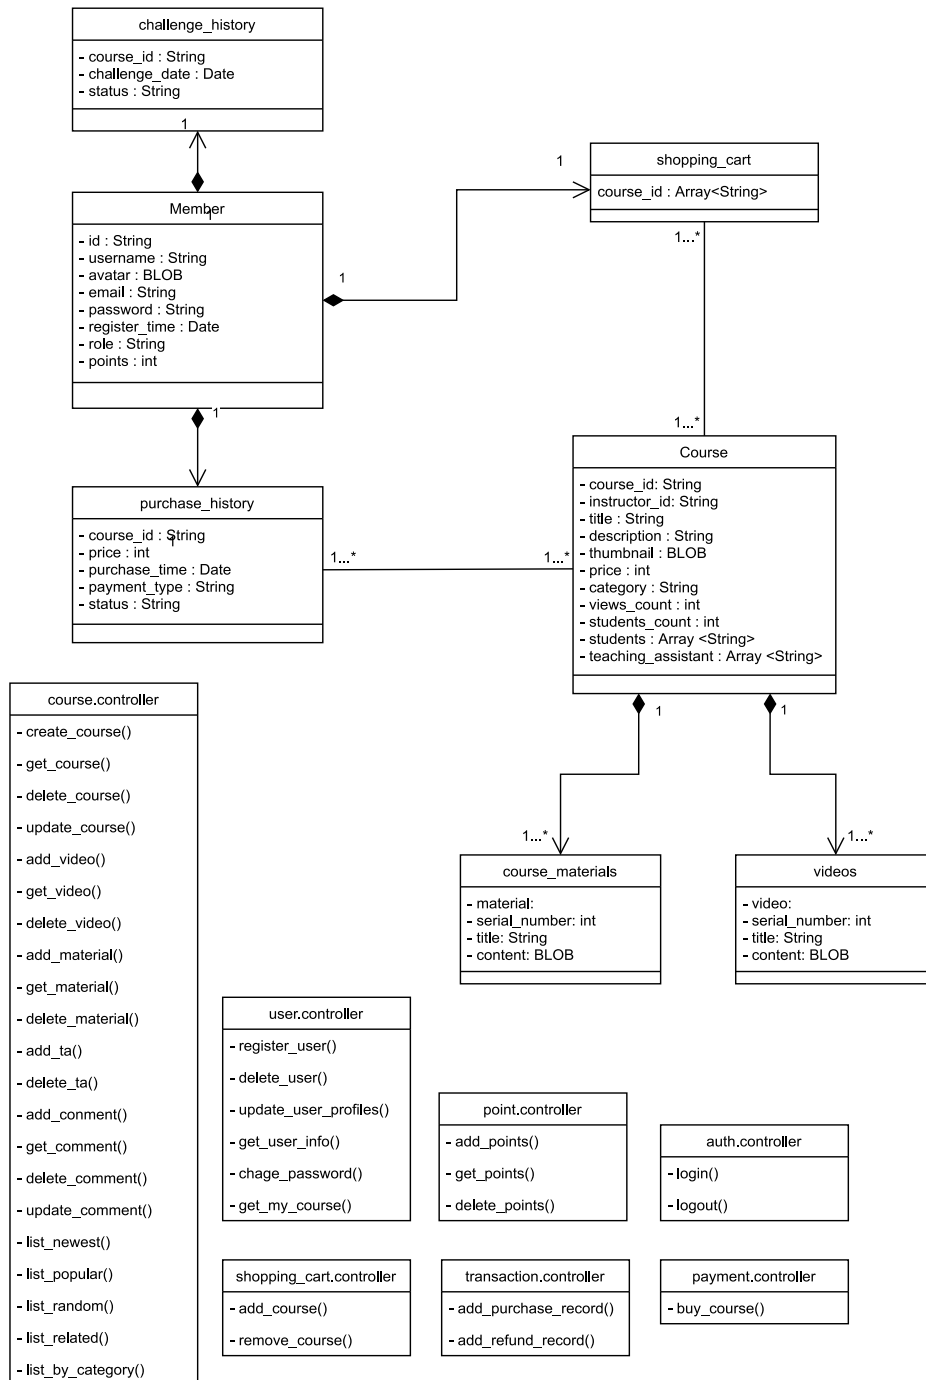 challenge_history
- course_id : String
- challenge_date : Date
- status : String
1
Member
1
- id : String
- username : String
- avatar : BLOB
- email : String
- password : String
- register_time : Date
- role : String
- points : int
1
1
shopping_cart
course_id : Array<String>
1...*
1...*
1
purchase_history
- course_id : String
1
- price : int
- purchase_time : Date
- payment_type : String
- status : String
1...*
1...*
Course
- course_id: String
- instructor_id: String
- title : String
- description : String
- thumbnail : BLOB
- price : int
- category : String
- views_count : int
- students_count : int
- students : Array <String>
- teaching_assistant : Array <String>
1
1
1...*
1...*
course_materials
- material:
- serial_number: int
- title: String
- content: BLOB
videos
- video:
- serial_number: int
- title: String
- content: BLOB
course.controller
- create_course()
- get_course()
- delete_course()
- update_course()
- add_video()
- get_video()
- delete_video()
- add_material()
- get_material()
- delete_material()
- add_ta()
- delete_ta()
- add_conment()
- get_comment()
- delete_comment()
- update_comment()
- list_newest()
- list_popular()
- list_random()
- list_related()
- list_by_category()
user.controller
- register_user()
- delete_user()
- update_user_profiles()
- get_user_info()
- chage_password()
- get_my_course()
point.controller
- add_points()
- get_points()
- delete_points()
auth.controller
- login()
- logout()
shopping_cart.controller
- add_course()
- remove_course()
transaction.controller
- add_purchase_record()
- add_refund_record()
payment.controller
- buy_course()